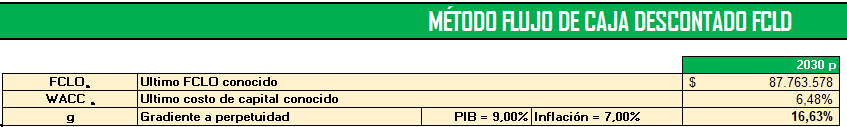 MÉTODO FLUJO DE CAJA DESCONTADO FCLD
2030 p
FCLOₙ Ultimo FCLO conocido $ 87.763.578
WACC ₙ Ultimo costo de capital conocido 6,48%
g Gradiente a perpetuidad PIB = 9,00% Inflación = 7,00% 16,63%